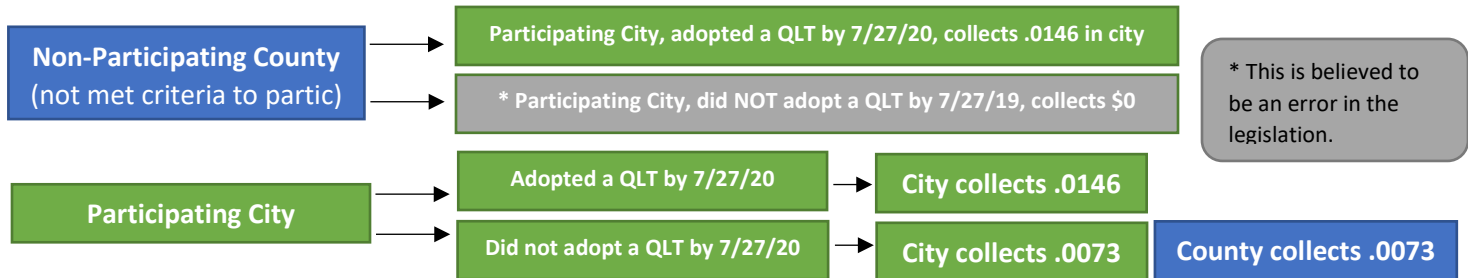 Non-Participating County
(not met criteria to partic)
Participating City, adopted a QLT by 7/27/20, collects .0146 in city
* Participating City, did NOT adopt a QLT by 7/27/19, collects $0
* This is believed to
be an error in the
legislation.
Participating City
Adopted a QLT by 7/27/20
City collects .0146
Did not adopt a QLT by 7/27/20
City collects .0073
County collects .0073